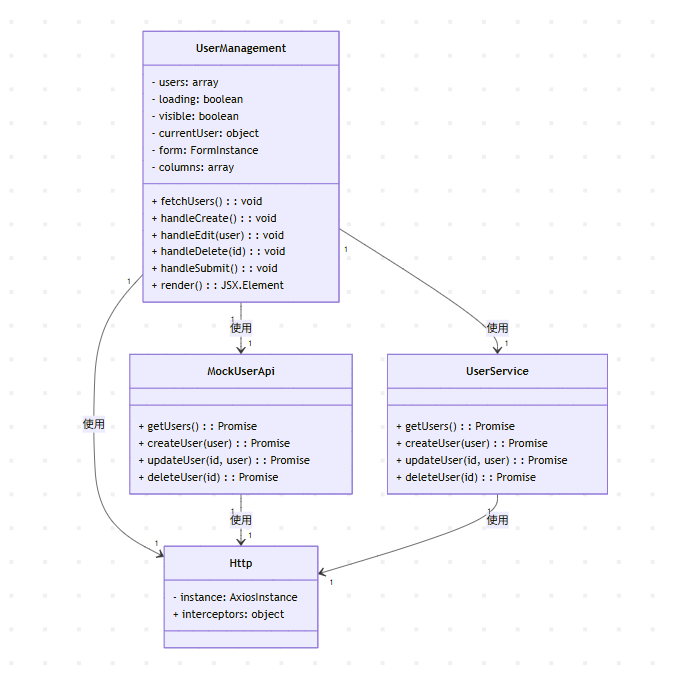 UserManagement
- users: array
- loading: boolean
- visible: boolean
- currentUser: object
- form: FormInstance
- columns: array
+ fetchUsers() : : void
+ handleCreate() : : void
+ handleEdit(user) : : void
+ handleDelete(id) : : void
+ handleSubmit() : : void
+ render() : : JSX.Element
1
1
1
使用
使用
1
1
MockUserApi
+ getUsers() : : Promise
+ createUser(user) : : Promise
+ updateUser(id, user) : : Promise
+ deleteUser(id) : : Promise
UserService
+ getUsers() : : Promise
+ createUser(user) : : Promise
+ updateUser(id, user) : : Promise
+ deleteUser(id) : : Promise
使用
1
1
使用
使用
1
1
1
Http
- instance: AxiosInstance
+ interceptors: object